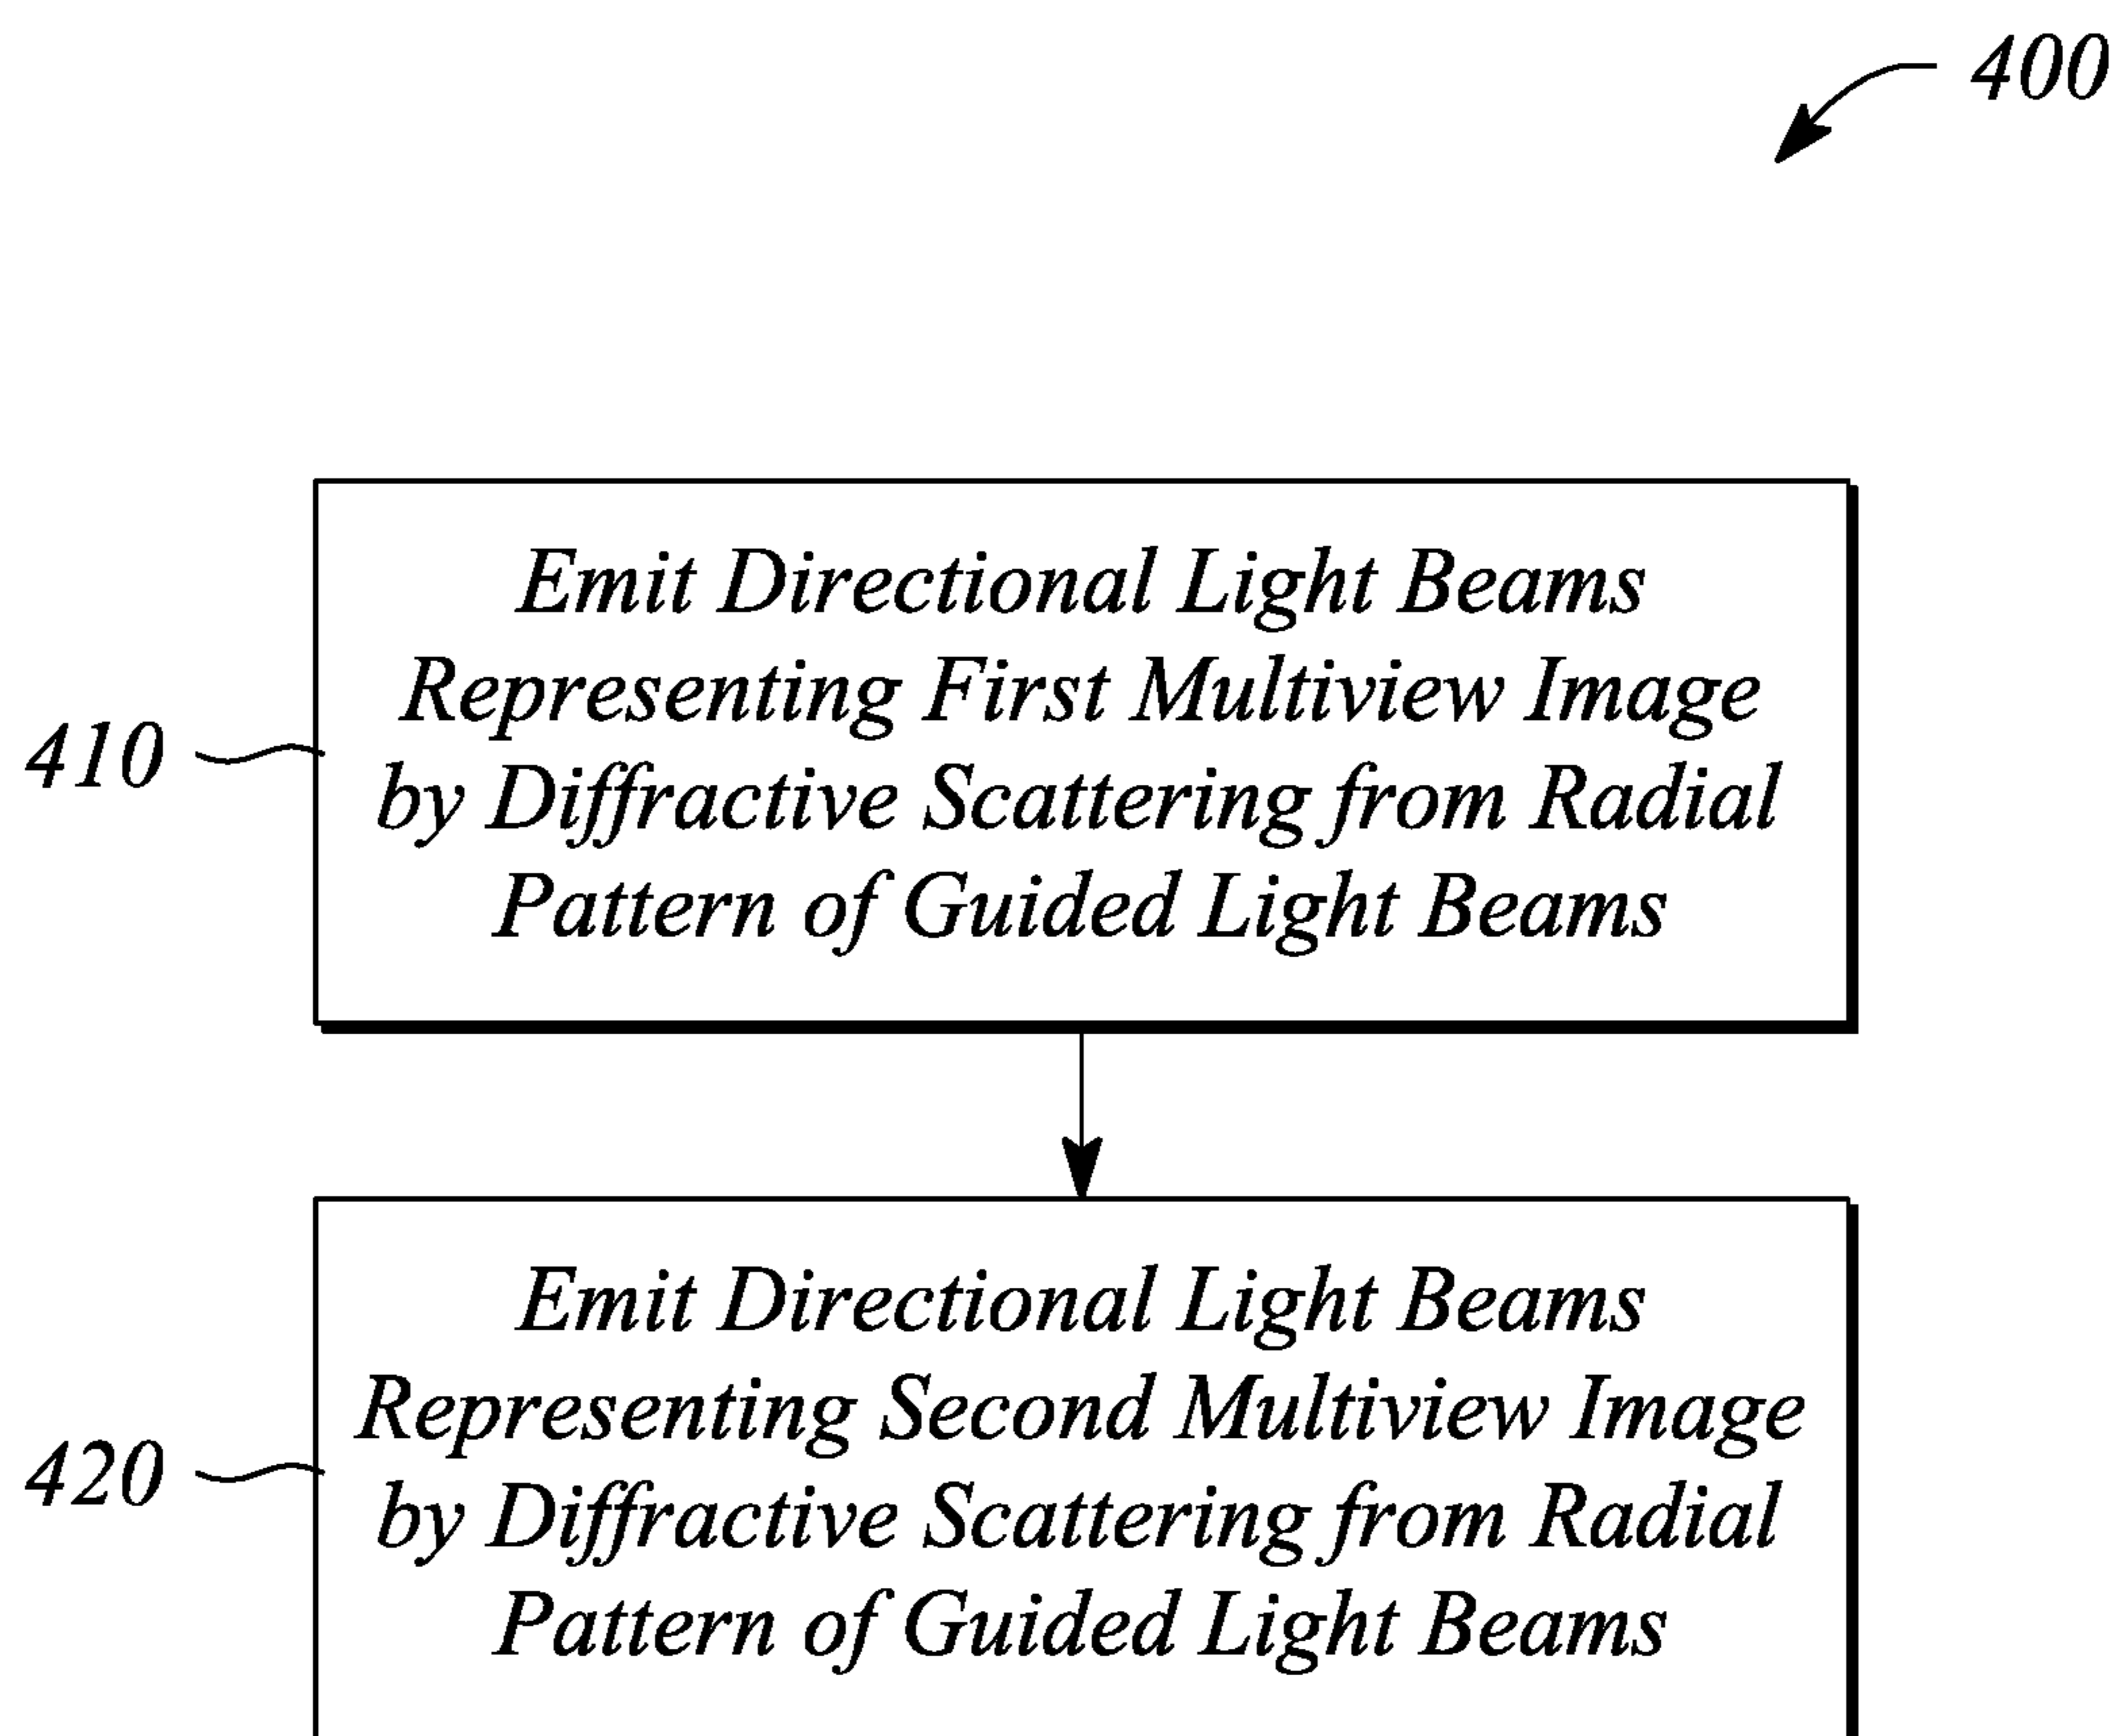 400
Emit Directional Light Beams
Representing First Multiview Image
by Diffractive Scattering from Radial
Pattern of Guided Light Beams
410
Emit Directional Light Beams
Representing Second Multiview Image
by Diffractive Scattering from Radial
Pattern of Guided Light Beams
420